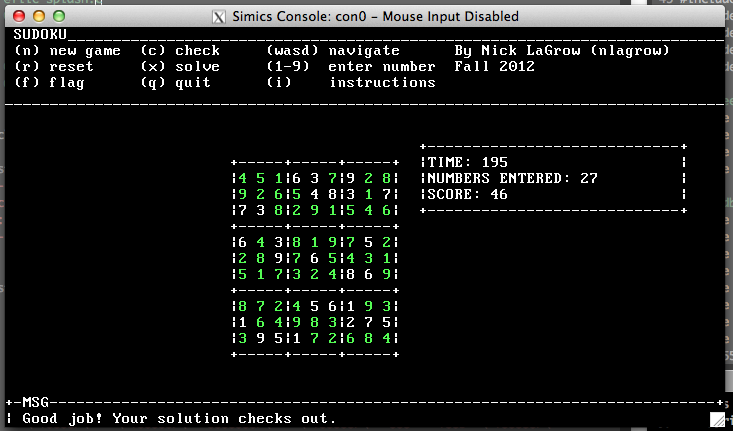 Simics Console: con0 – Mouse Input Disabled
SUDOKU
(n) new game (c) check (wasd) navigate By Nick LaGrow (nlagrow)
(r) reset (x) solve (1-9) enter number Fall 2012
(f) flag (q) quit (i) instructions
+-----+-----+-----+
|4 5 1|6 3 7|9 2 8|
|9 2 6|5 4 8|3 1 7|
|7 3 8|2 9 1|5 4 6|
+-----+-----+-----+
|6 4 3|8 1 9|7 5 2|
|2 8 9|7 6 5|4 3 1|
|5 1 7|3 2 4|8 6 9|
+-----+-----+-----+
|8 7 2|4 5 6|1 9 3|
|1 6 4|9 8 3|2 7 5|
|3 9 5|1 7 2|6 8 4|
+-----+-----+-----+
TIME: 195
NUMBERS ENTERED: 27
SCORE: 46
MSG
Good job! Your solution checks out.